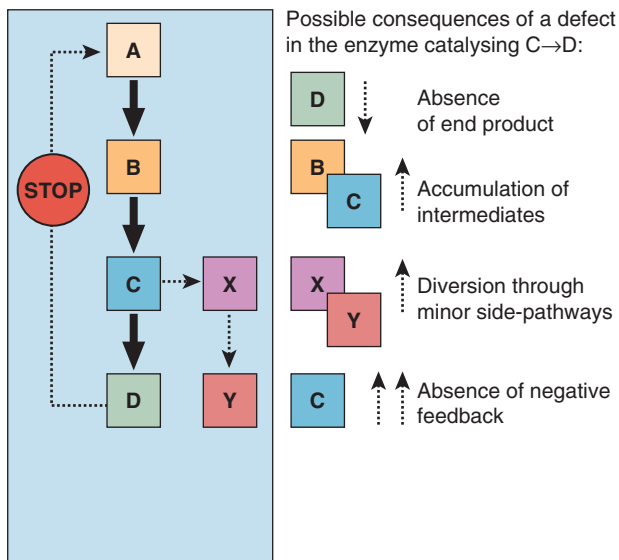 Possible consequences of a defect
in the enzyme catalysing C→D:
A
B
STOP
C
X
D
Y
D
Absence
of end product
B
C
Accumulation of
intermediates
X
Y
Diversion through
minor side-pathways
C
Absence of negative
feedback